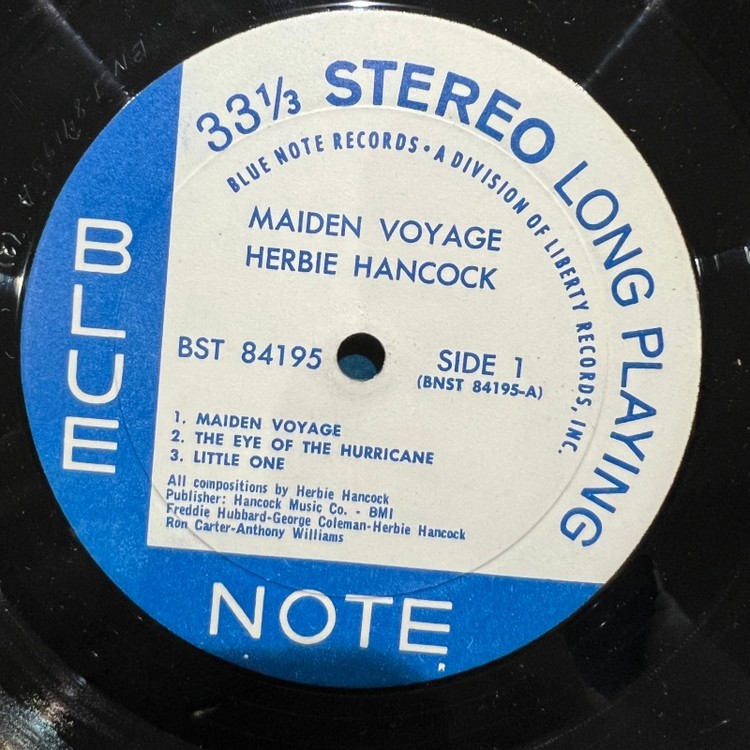 33 1/3 STEREO LONG PLAYING
BLUE NOTE RECORDS • A DIVISION OF LIBERTY RECORDS, INC.
MAIDEN VOYAGE
HERBIE HANCOCK
BST 84195
SIDE 1
(BNST 84195-A)
1. MAIDEN VOYAGE
2. THE EYE OF THE HURRICANE
3. LITTLE ONE
All compositions by Herbie Hancock
Publisher: Hancock Music Co. - BMI
Freddie Hubbard-George Coleman-Herbie Hancock
Ron Carter-Anthony Williams
BLUE
NOTE
R